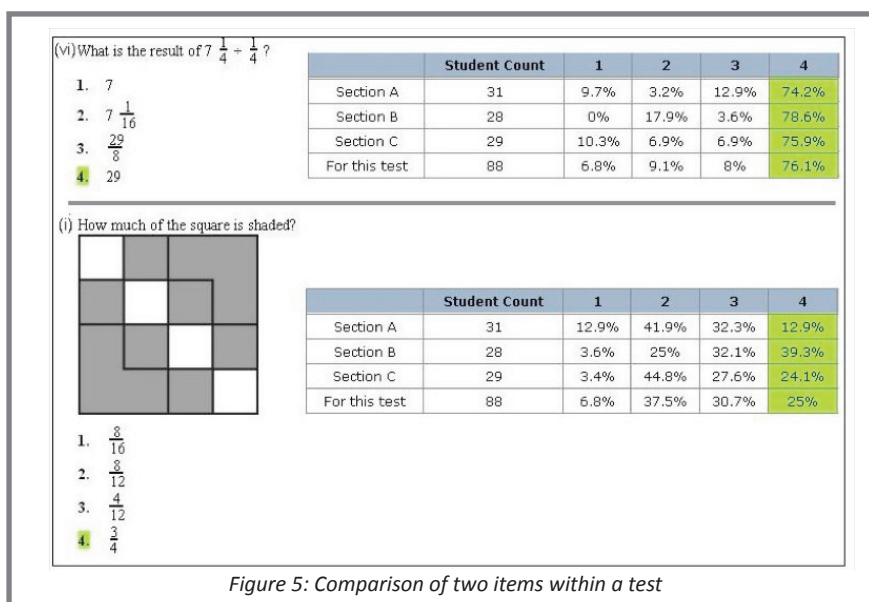 (vi) What is the result of 7 1/4 ÷ 1/4 ?
1. 7
2. 7 1/16
3. 29/8
4. 29
Student Count 1 2 3 4
Section A 31 9.7% 3.2% 12.9% 74.2%
Section B 28 0% 17.9% 3.6% 78.6%
Section C 29 10.3% 6.9% 6.9% 75.9%
For this test 88 6.8% 9.1% 8% 76.1%
(i) How much of the square is shaded?
Student Count 1 2 3 4
Section A 31 12.9% 41.9% 32.3% 12.9%
Section B 28 3.6% 25% 32.1% 39.3%
Section C 29 3.4% 44.8% 27.6% 24.1%
For this test 88 6.8% 37.5% 30.7% 25%
1. 8/16
2. 8/12
3. 4/12
4. 3/4
Figure 5: Comparison of two items within a test